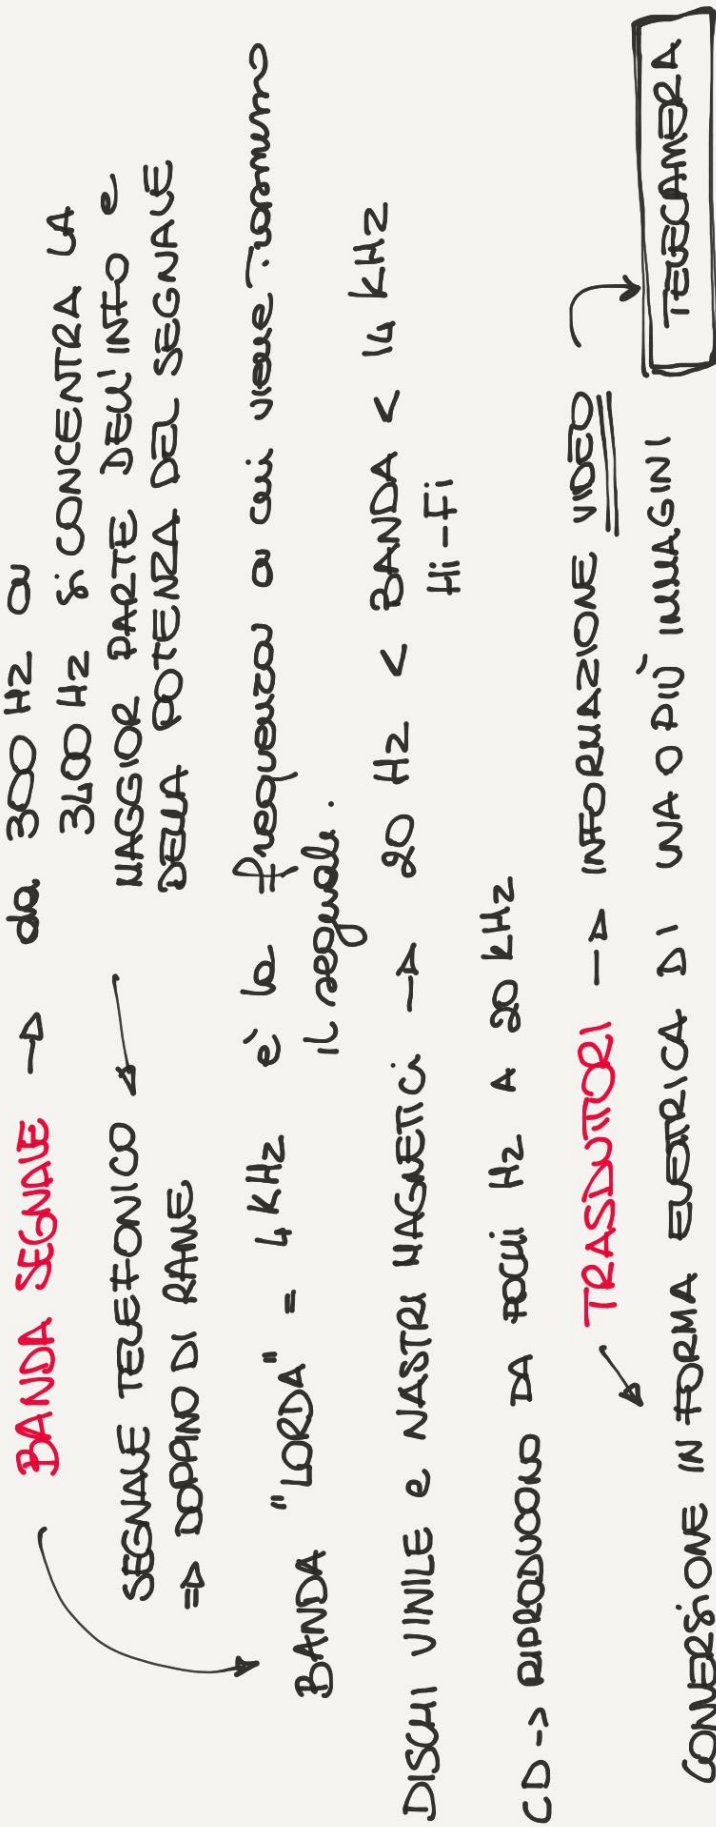 BANDA SEGNALE → da 300 Hz a
3400 Hz si CONCENTRA LA
MAGGIOR PARTE DELL'INFO e
DELLA POTENZA DEL SEGNALE
SEGNALE TELEFONICO
⇒ DOPPINO DI RAME
BANDA "LORDA" = 4 KHz è la frequenza a cui viene trasmesso
il segnale.
DISCHI VINILE e NASTRI MAGNETICI → 20 Hz < BANDA < 14 kHz
Hi-Fi
CD -> RIPRODUCONO DA POCHI Hz A 20 kHz
TRASDUTTORI → INFORMAZIONE VIDEO
TELECAMERA
CONVERSIONE IN FORMA ELETTRICA DI UNA O PIÙ IMMAGINI